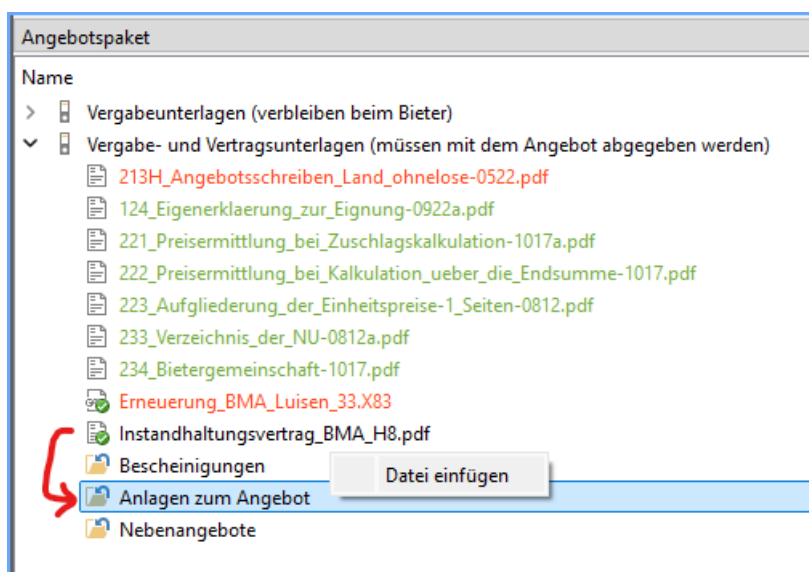 Angebotspaket
Name
Vergabeunterlagen (verbleiben beim Bieter)
Vergabe- und Vertragsunterlagen (müssen mit dem Angebot abgegeben werden)
213H_Angebotsschreiben_Land_ohnelose-0522.pdf
124_Eigenerklaerung_zur_Eignung-0922a.pdf
221_Preisermittlung_bei_Zuschlagskalkulation-1017a.pdf
222_Preisermittlung_bei_Kalkulation_ueber_die_Endsumme-1017.pdf
223_Aufgliederung_der_Einheitspreise-1_Seiten-0812.pdf
233_Verzeichnis_der_NU-0812a.pdf
234_Bietergemeinschaft-1017.pdf
Erneuerung_BMA_Luisen_33.X83
Instandhaltungsvertrag_BMA_H8.pdf
Bescheinigungen
Datei einfügen
Anlagen zum Angebot
Nebenangebote